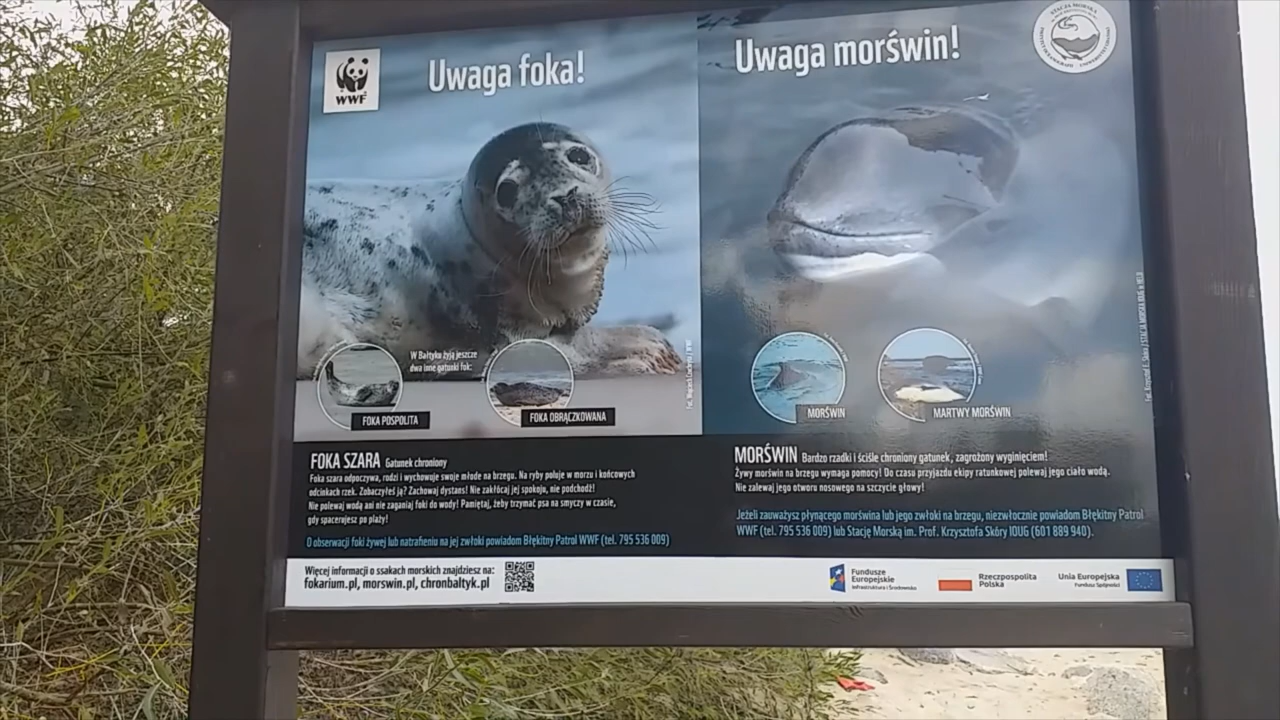 WWF
Uwaga foka!
W Bałtyku żyją jeszcze
dwa inne gatunki fok:
FOKA POSPOLITA
FOKA OBRĄCZKOWANA
FOKA SZARA Gatunek chroniony
Foka szara odpoczywa, rodzi i wychowuje swoje młode na brzegu. Na ryby poluje w morzu i końcowych
odcinkach rzek. Zobaczyłeś ją? Zachowaj dystans! Nie zakłócaj jej spokoju, nie podchodź!
Nie polewaj wodą ani nie zaganiaj foki do wody! Pamiętaj, żeby trzymać psa na smyczy w czasie,
gdy spacerujesz po plaży!
O obserwacji foki żywej lub natrafieniu na jej zwłoki powiadom Błękitny Patrol WWF (tel. 795 536 009)
Uwaga morświn!
STACJA MORSKA
MORŚWIN
MARTWY MORŚWIN
MORŚWIN Bardzo rzadki i ściśle chroniony gatunek, zagrożony wyginięciem!
Żywy morświn na brzegu wymaga pomocy! Do czasu przyjazdu ekipy ratunkowej polewaj jego ciało wodą.
Nie zalewaj jego otworu nosowego na szczycie głowy!
Jeżeli zauważysz płynącego morświna lub jego zwłoki na brzegu, niezwłocznie powiadom Błękitny Patrol
WWF (tel. 795 536 009) lub Stację Morską im. Prof. Krzysztofa Skóry IOUG (601 889 940).
Więcej informacji o ssakach morskich znajdziesz na:
fokarium.pl, morswin.pl, chronbaltyk.pl
Fundusze
Europejskie
Infrastruktura i Środowisko
Rzeczpospolita
Polska
Unia Europejska
Fundusz Spójności